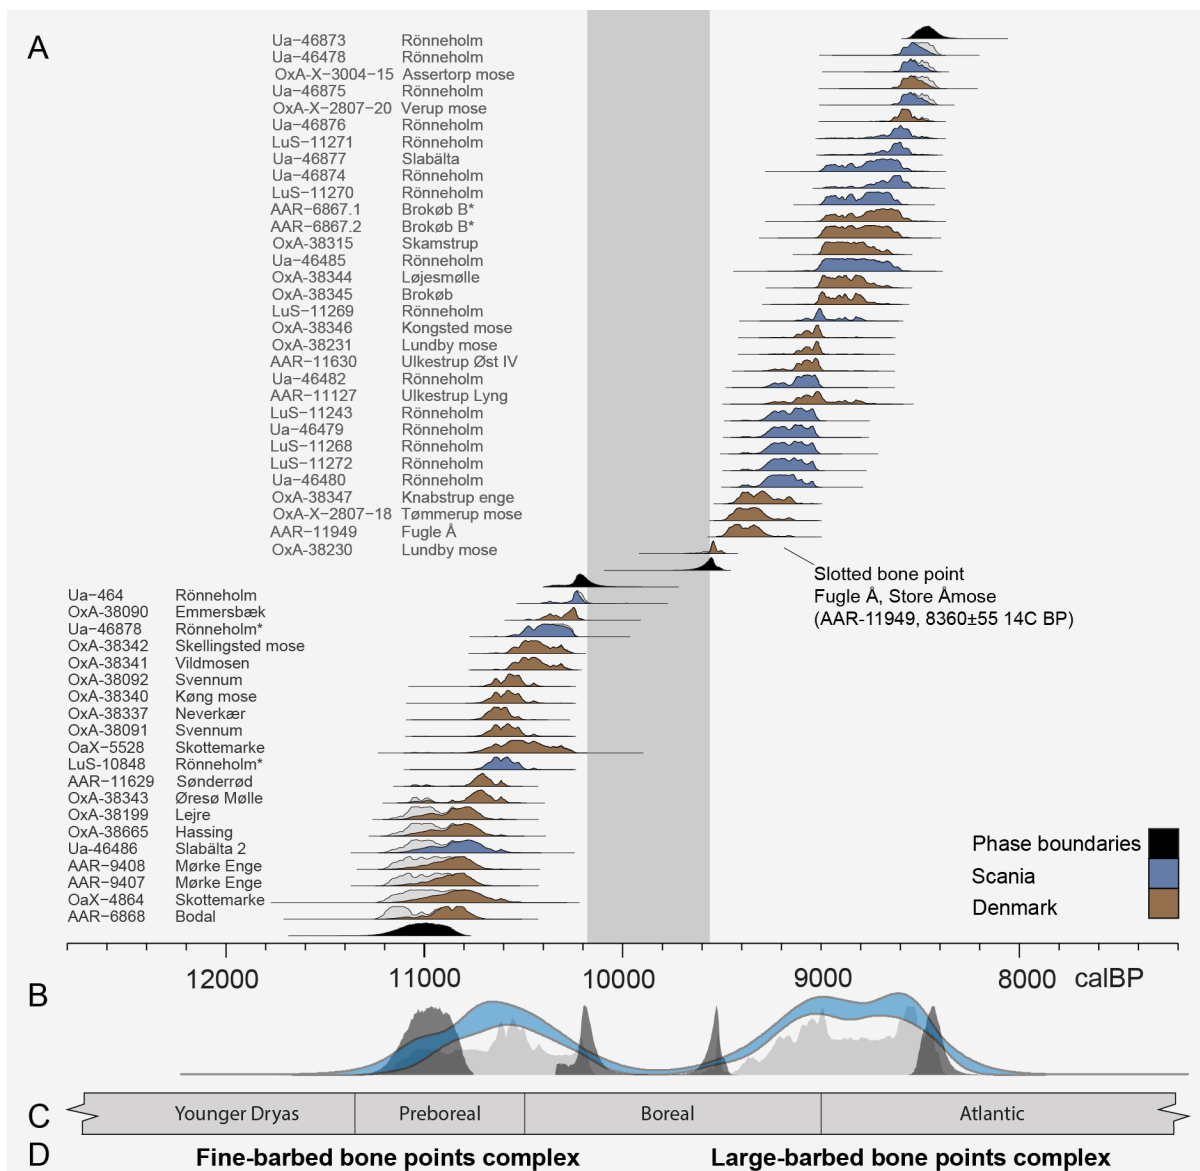 A
Ua−46873 Rönneholm
Ua−46478 Rönneholm
OxA-X−3004−15 Assertorp mose
Ua−46875 Rönneholm
OxA-X−2807−20 Verup mose
Ua−46876 Rönneholm
LuS−11271 Rönneholm
Ua−46877 Slabälta
Ua−46874 Rönneholm
LuS−11270 Rönneholm
AAR−6867.1 Brokøb B*
AAR−6867.2 Brokøb B*
OxA-38315 Skamstrup
Ua−46485 Rönneholm
OxA-38344 Løjesmølle
OxA-38345 Brokøb
LuS−11269 Rönneholm
OxA-38346 Kongsted mose
OxA−38231 Lundby mose
AAR−11630 Ulkestrup Øst IV
Ua−46482 Rönneholm
AAR−11127 Ulkestrup Lyng
LuS−11243 Rönneholm
Ua−46479 Rönneholm
LuS−11268 Rönneholm
LuS−11272 Rönneholm
Ua−46480 Rönneholm
OxA−38347 Knabstrup enge
OxA−X−2807−18 Tømmerup mose
AAR−11949 Fugle Å
OxA−38230 Lundby mose
Slotted bone point
Fugle Å, Store Åmose
(AAR-11949, 8360±55 14C BP)
Ua−464 Rönneholm
OxA−38090 Emmersbæk
Ua−46878 Rönneholm*
OxA−38342 Skellingsted mose
OxA−38341 Vildmosen
OxA−38092 Svennum
OxA−38340 Køng mose
OxA−38337 Neverkær
OxA−38091 Svennum
OaX−5528 Skottemarke
LuS-10848 Rönneholm*
AAR−11629 Sønderrød
OxA−38343 Øresø Mølle
OxA−38199 Lejre
OxA−38665 Hassing
Ua−46486 Slabälta 2
AAR−9408 Mørke Enge
AAR−9407 Mørke Enge
OaX−4864 Skottemarke
AAR−6868 Bodal
Phase boundaries
Scania
Denmark
12000 11000 10000 9000 8000 calBP
B
C Younger Dryas Preboreal Boreal Atlantic
D Fine-barbed bone points complex Large-barbed bone points complex